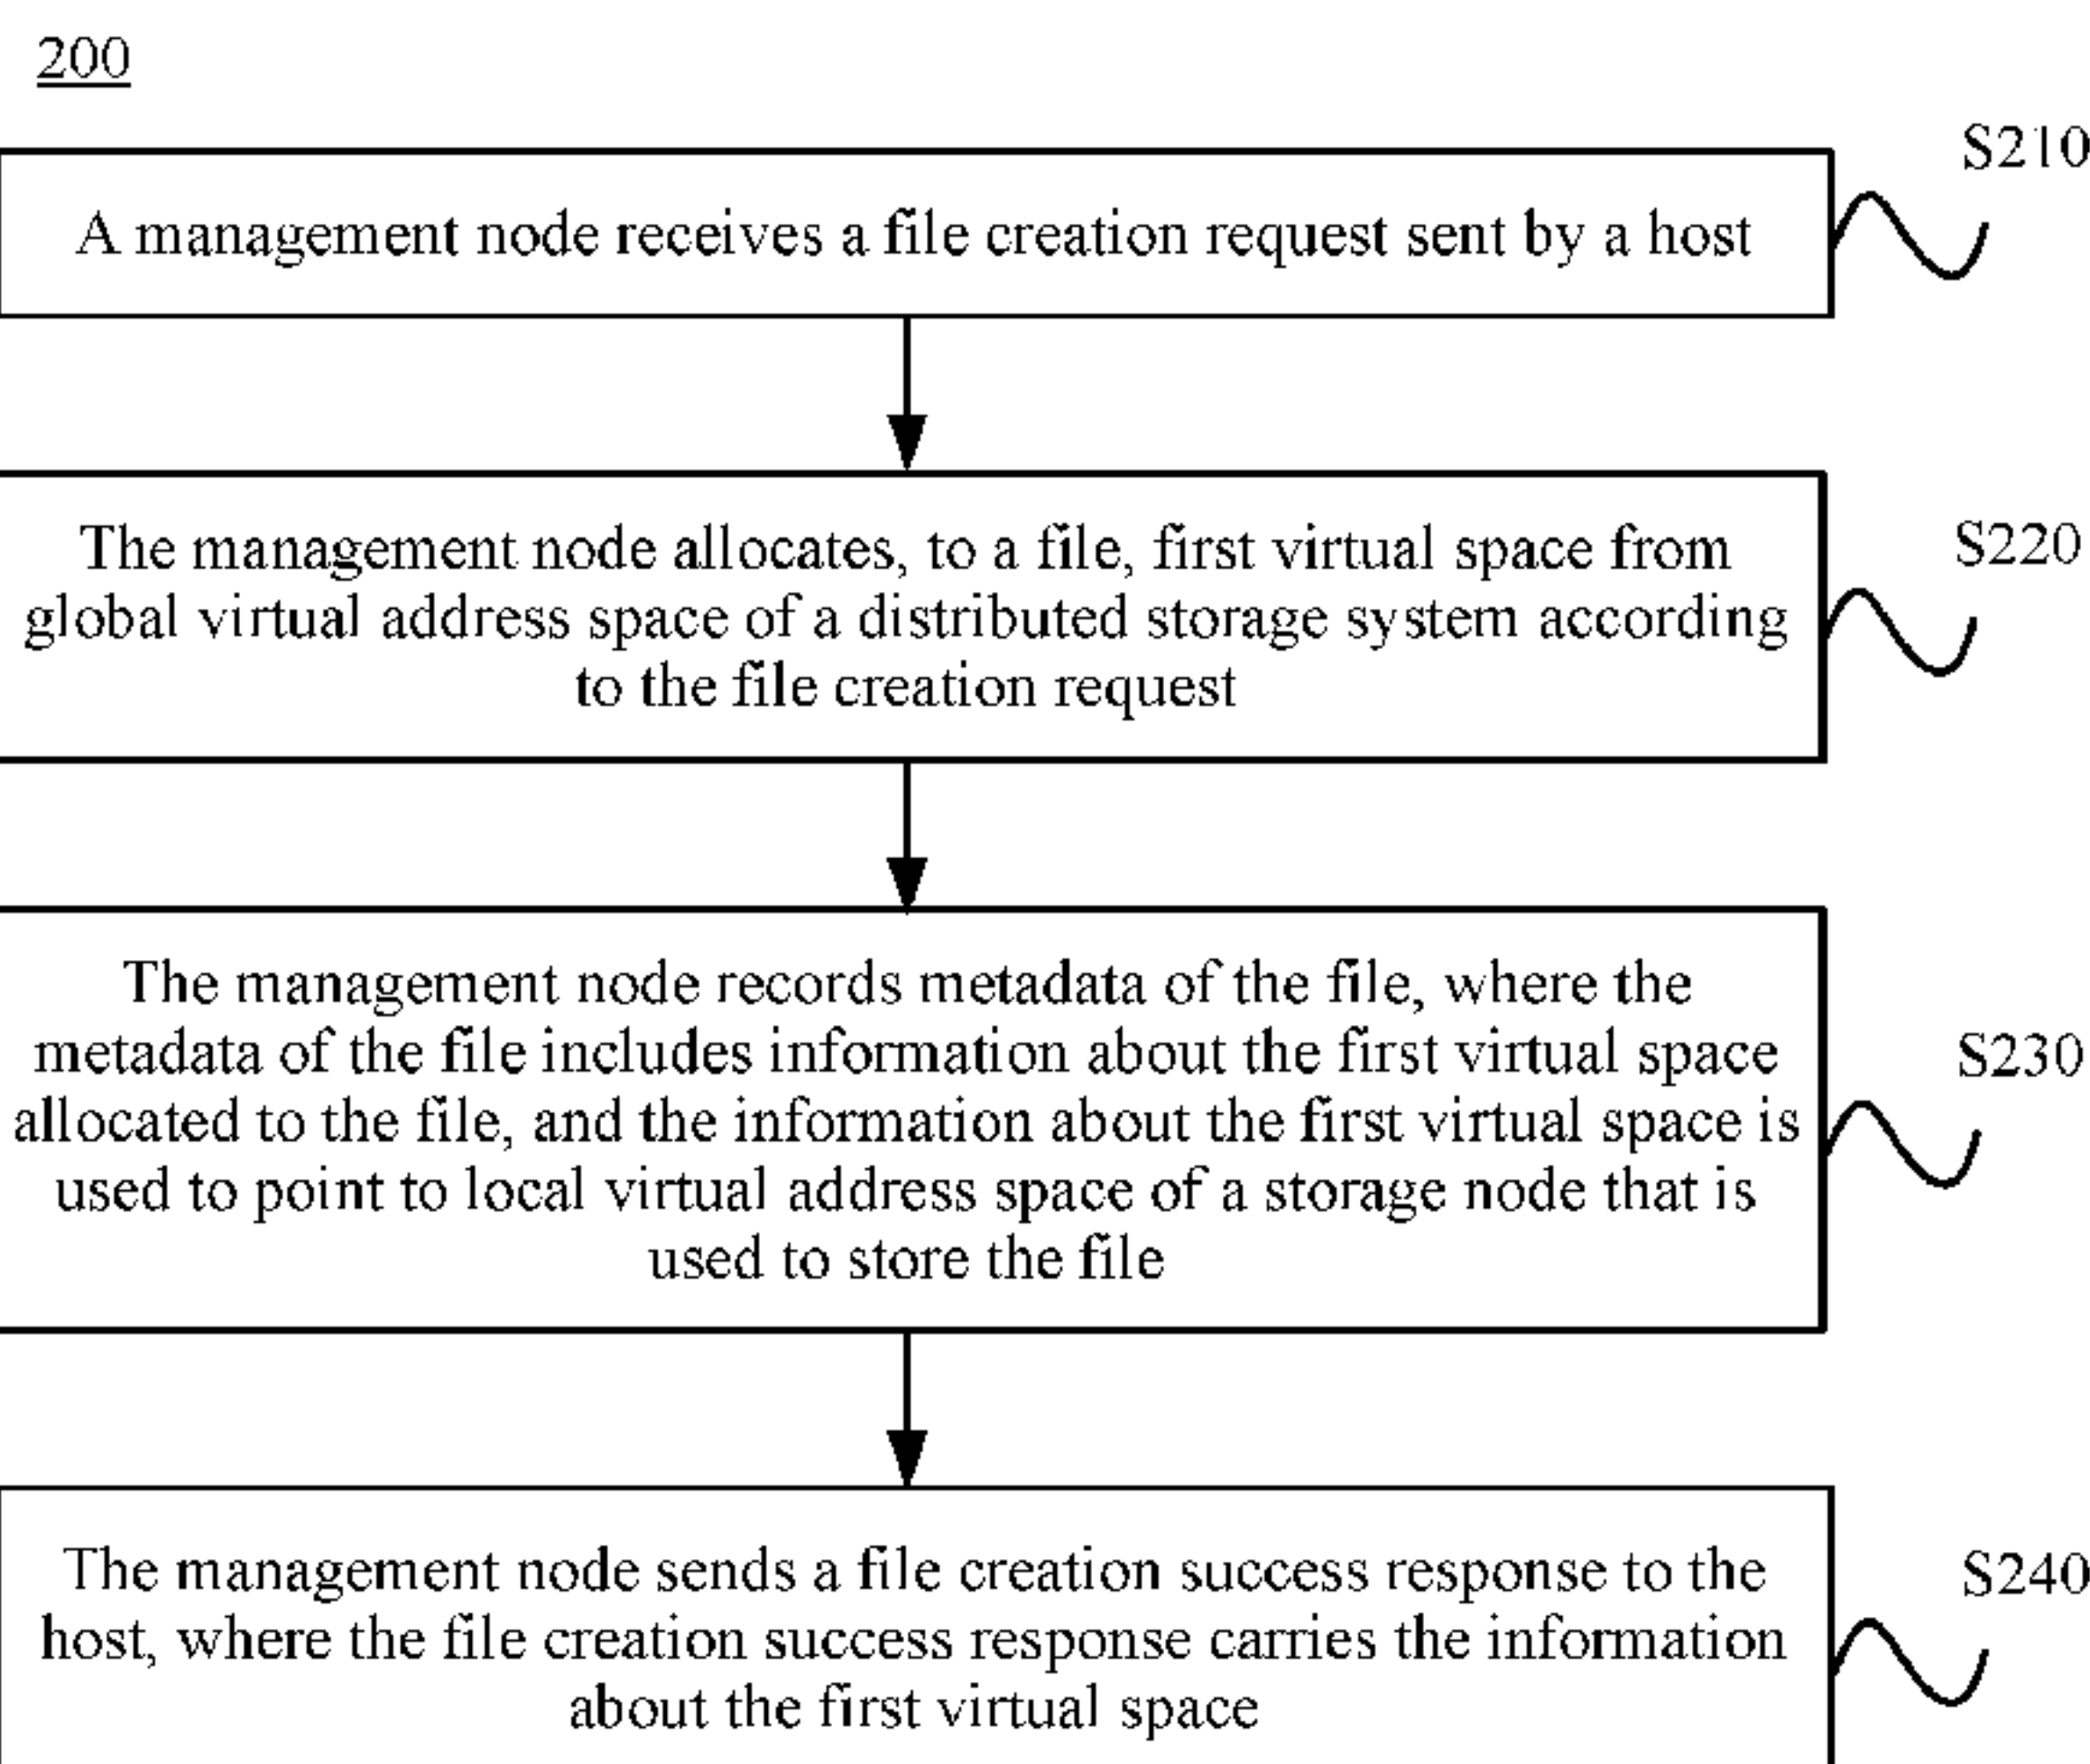 200
S210
A management node receives a file creation request sent by a host
S220
The management node allocates, to a file, first virtual space from
global virtual address space of a distributed storage system according
to the file creation request
S230
The management node records metadata of the file, where the
metadata of the file includes information about the first virtual space
allocated to the file, and the information about the first virtual space is
used to point to local virtual address space of a storage node that is
used to store the file
S240
The management node sends a file creation success response to the
host, where the file creation success response carries the information
about the first virtual space